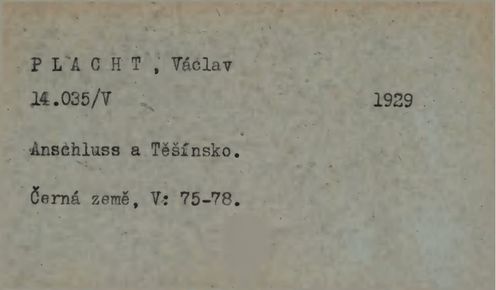 P L A C H T , Václav
14.035/V 1929
Anschluss a Těšínsko.
Černá země, V: 75-78.